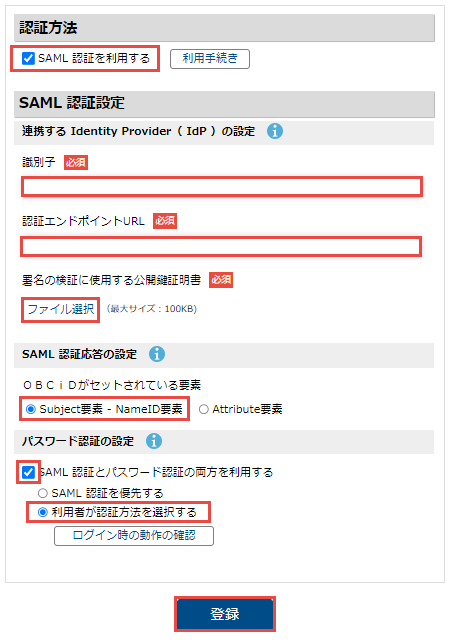 認証方法
SAML 認証を利用する 利用手続き
SAML 認証設定
連携する Identity Provider（ IdP ）の設定
識別子 必須
認証エンドポイントURL 必須
署名の検証に使用する公開鍵証明書 必須
ファイル選択 （最大サイズ：100KB）
SAML 認証応答の設定
ＯＢＣｉＤがセットされている要素
Subject要素 - NameID要素 Attribute要素
パスワード認証の設定
SAML 認証とパスワード認証の両方を利用する
SAML 認証を優先する
利用者が認証方法を選択する
ログイン時の動作の確認
登録